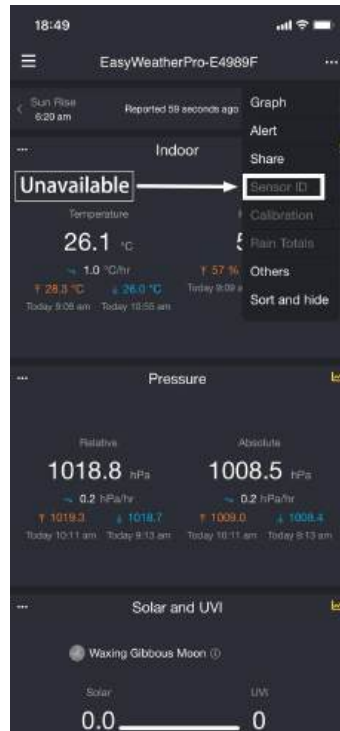 18:49
EasyWeatherPro-E4989F
Sun Rise
6:20 am
Reported 59 seconds ago
Graph
Alert
Share
Sensor ID
Calibration
Rain Totals
Others
Sort and hide
Indoor
Unavailable
Temperature
26.1 °C
1.0 °C/hr
28.3 °C 26.0 °C
Today 9:08 am Today 10:55 am
57 %
Today 9:09 a
Pressure
Relative Absolute
1018.8 hPa 1008.5 hPa
0.2 hPa/hr 0.2 hPa/hr
1019.3 1018.7 1009.0 1008.4
Today 10:11 am Today 9:13 am Today 10:11 am Today 9:13 am
Solar and UVI
Waxing Gibbous Moon
Solar UVI
0.0 0